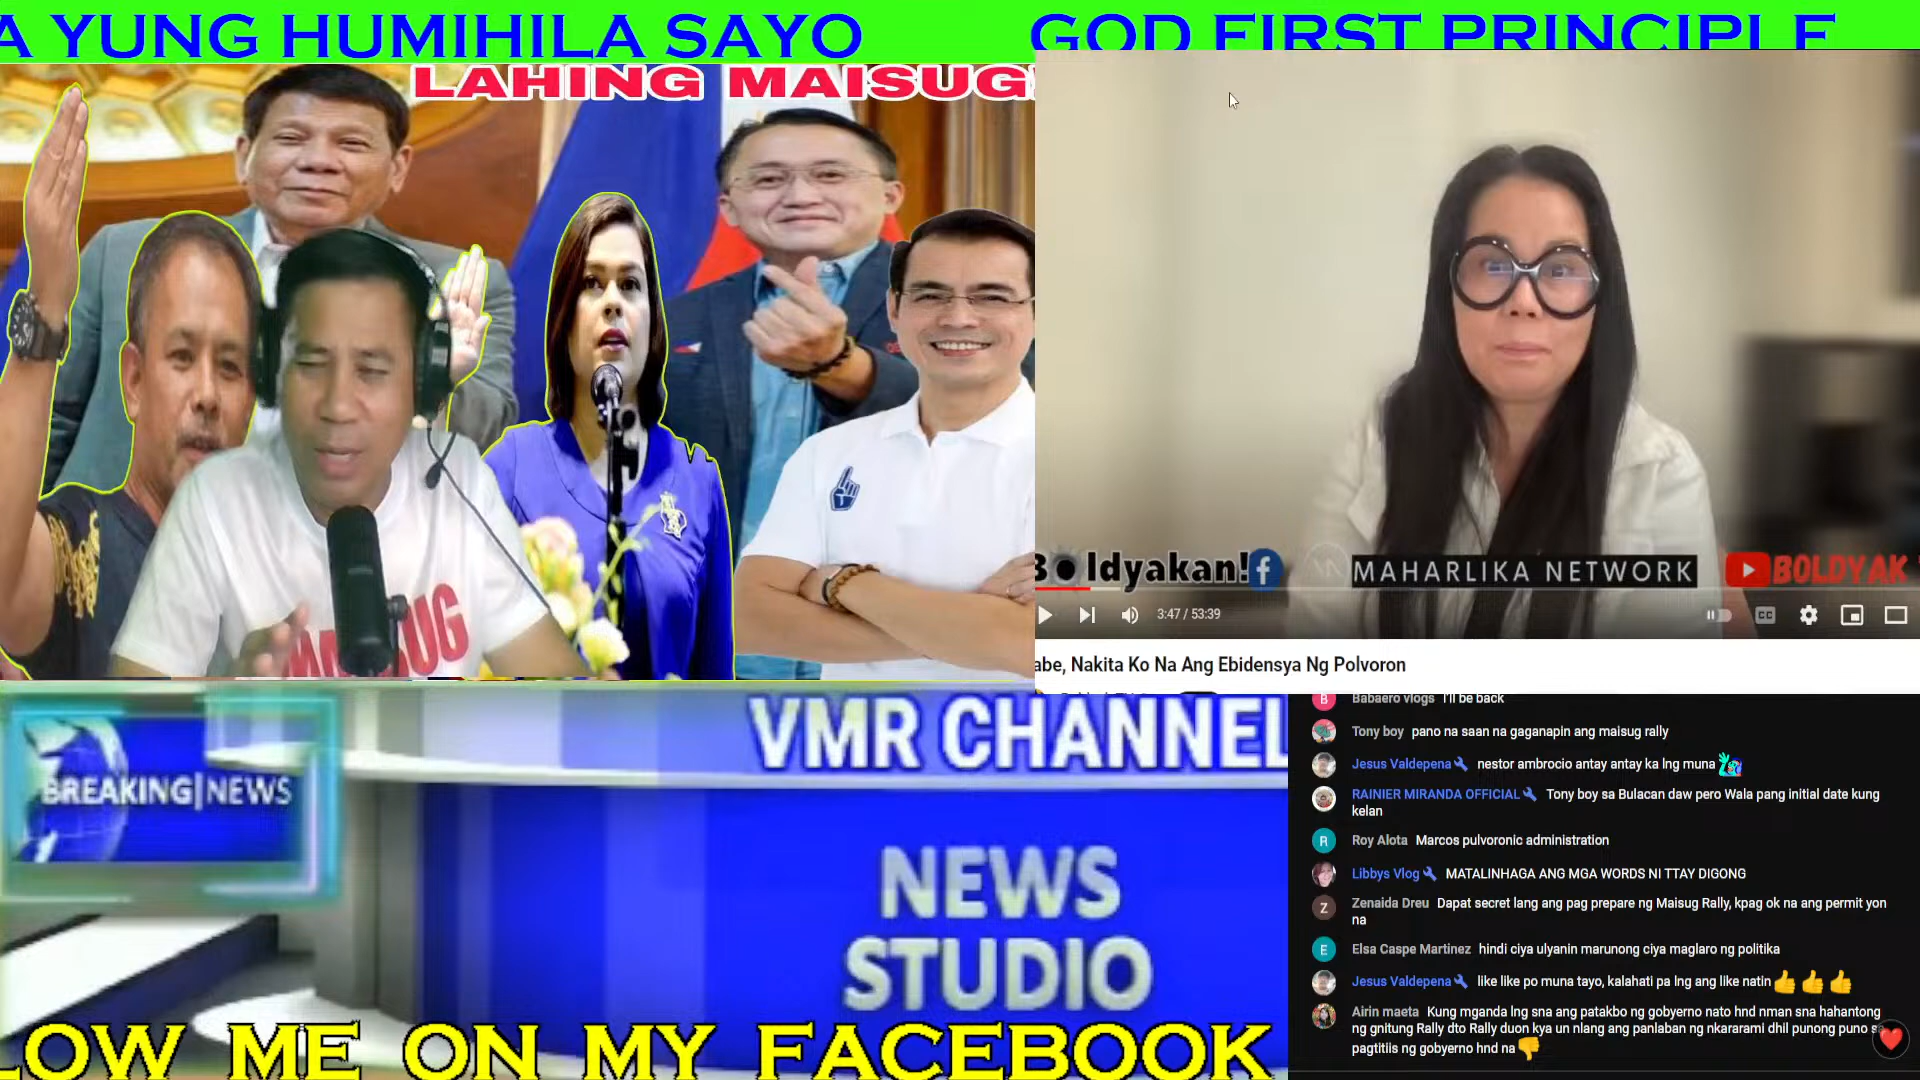 A YUNG HUMIHILA SAYO
GOD FIRST PRINCIPLE
LAHING MAISUG
MAISUG
Boldyakan!
MAHARLIKA NETWORK
BOLDYAK
3:47 / 53:39
CC
abe, Nakita Ko Na Ang Ebidensya Ng Polvoron
VMR CHANNEL
BREAKING|NEWS
NEWS
STUDIO
LOW ME ON MY FACEBOOK
B Babaero vlogs I'll be back
Tony boy pano na saan na gaganapin ang maisug rally
Jesus Valdepena nestor ambrocio antay antay ka lng muna
RAINIER MIRANDA OFFICIAL Tony boy sa Bulacan daw pero Wala pang initial date kung
kelan
R Roy Alota Marcos pulvoronic administration
Libbys Vlog MATALINHAGA ANG MGA WORDS NI TTAY DIGONG
Z Zenaida Dreu Dapat secret lang ang pag prepare ng Maisug Rally, kpag ok na ang permit yon
na
E Elsa Caspe Martinez hindi ciya ulyanin marunong ciya maglaro ng politika
Jesus Valdepena like like po muna tayo, kalahati pa lng ang like natin
Airin maeta Kung mganda lng sna ang patakbo ng gobyerno nato hnd nman sna hahantong
ng gnitung Rally dto Rally duon kya un nlang ang panlaban ng nkararami dhil punong puno s
pagtitiis ng gobyerno hnd na